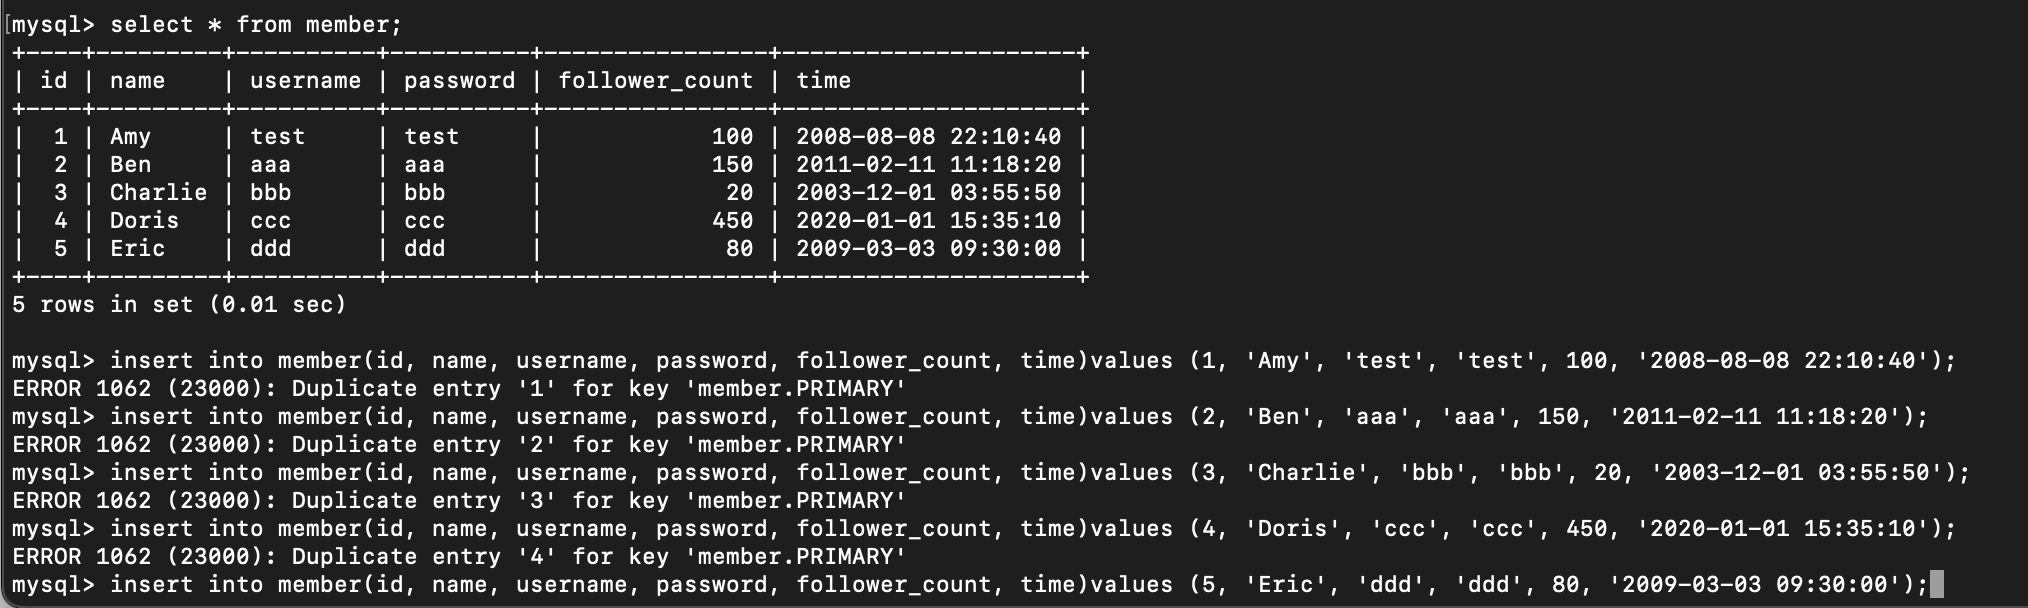 mysql> select * from member;
+----+---------+----------+----------+----------------+---------------------+
| id | name    | username | password | follower_count | time                |
+----+---------+----------+----------+----------------+---------------------+
|  1 | Amy     | test     | test     |            100 | 2008-08-08 22:10:40 |
|  2 | Ben     | aaa      | aaa      |            150 | 2011-02-11 11:18:20 |
|  3 | Charlie | bbb      | bbb      |             20 | 2003-12-01 03:55:50 |
|  4 | Doris   | ccc      | ccc      |            450 | 2020-01-01 15:35:10 |
|  5 | Eric    | ddd      | ddd      |             80 | 2009-03-03 09:30:00 |
+----+---------+----------+----------+----------------+---------------------+
5 rows in set (0.01 sec)

mysql> insert into member(id, name, username, password, follower_count, time)values (1, 'Amy', 'test', 'test', 100, '2008-08-08 22:10:40');
ERROR 1062 (23000): Duplicate entry '1' for key 'member.PRIMARY'
mysql> insert into member(id, name, username, password, follower_count, time)values (2, 'Ben', 'aaa', 'aaa', 150, '2011-02-11 11:18:20');
ERROR 1062 (23000): Duplicate entry '2' for key 'member.PRIMARY'
mysql> insert into member(id, name, username, password, follower_count, time)values (3, 'Charlie', 'bbb', 'bbb', 20, '2003-12-01 03:55:50');
ERROR 1062 (23000): Duplicate entry '3' for key 'member.PRIMARY'
mysql> insert into member(id, name, username, password, follower_count, time)values (4, 'Doris', 'ccc', 'ccc', 450, '2020-01-01 15:35:10');
ERROR 1062 (23000): Duplicate entry '4' for key 'member.PRIMARY'
mysql> insert into member(id, name, username, password, follower_count, time)values (5, 'Eric', 'ddd', 'ddd', 80, '2009-03-03 09:30:00');